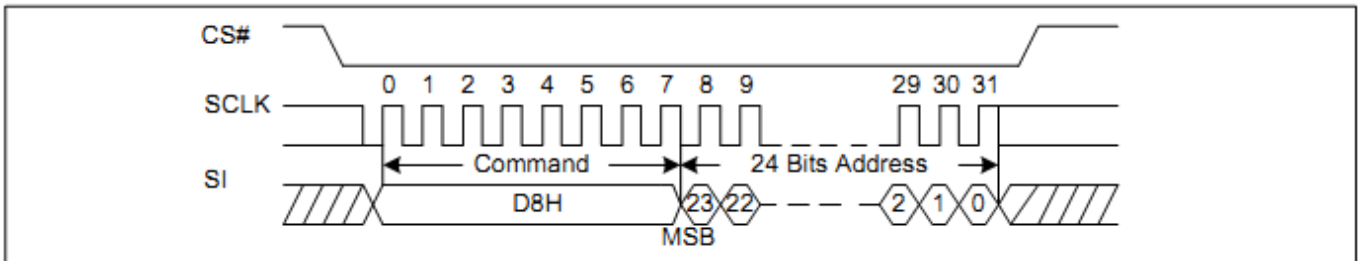 CS#
0 1 2 3 4 5 6 7 8 9 29 30 31
SCLK
Command 24 Bits Address
SI
D8H 23 22 2 1 0
MSB